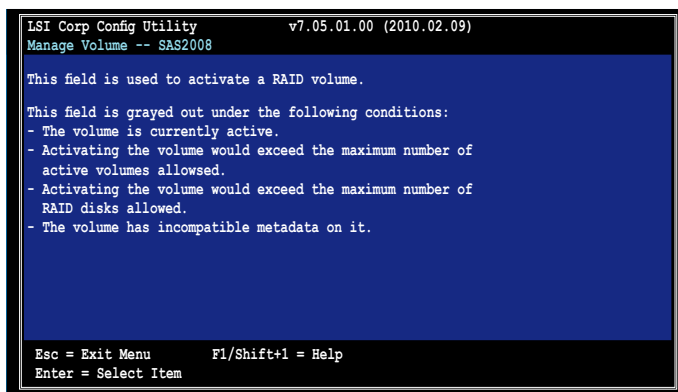 LSI Corp Config Utility v7.05.01.00 (2010.02.09)
Manage Volume -- SAS2008
This field is used to activate a RAID volume.
This field is grayed out under the following conditions:
- The volume is currently active.
- Activating the volume would exceed the maximum number of
active volumes allowsed.
- Activating the volume would exceed the maximum number of
RAID disks allowed.
- The volume has incompatible metadata on it.
Esc = Exit Menu F1/Shift+1 = Help
Enter = Select Item